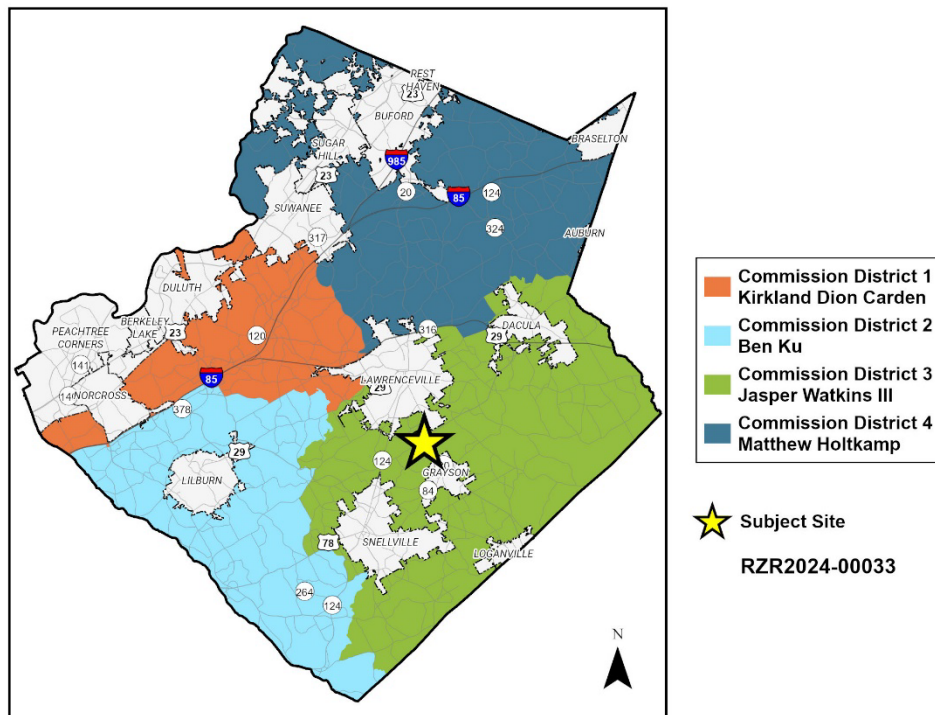 REST
HAVEN
23
BUFORD
BRASELTON
SUGAR
HILL
985
23
20
85
124
SUWANEE
324
317
AUBURN
DULUTH
BERKELEY
LAKE
PEACHTREE
CORNERS
23
120
316
DACULA
29
141
85
LAWRENCEVILLE
29
14
NORCROSS
378
29
124
LILBURN
GRAYSON
84
78
SNELLVILLE
LOGANVILLE
264
124
N
Commission District 1
Kirkland Dion Carden
Commission District 2
Ben Ku
Commission District 3
Jasper Watkins III
Commission District 4
Matthew Holtkamp
Subject Site
RZR2024-00033